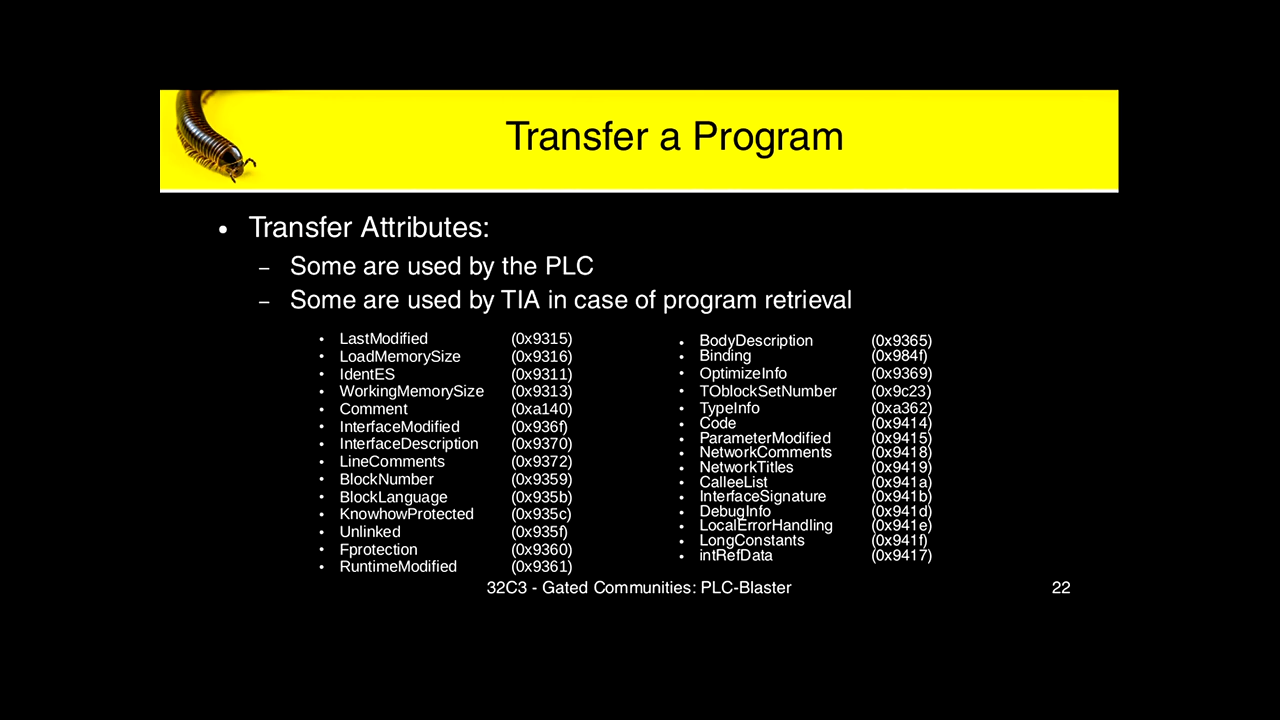 Transfer a Program
• Transfer Attributes:
– Some are used by the PLC
– Some are used by TIA in case of program retrieval
• LastModified (0x9315)
• LoadMemorySize (0x9316)
• IdentES (0x9311)
• WorkingMemorySize (0x9313)
• Comment (0xa140)
• InterfaceModified (0x936f)
• InterfaceDescription (0x9370)
• LineComments (0x9372)
• BlockNumber (0x9359)
• BlockLanguage (0x935b)
• KnowhowProtected (0x935c)
• Unlinked (0x935f)
• Fprotection (0x9360)
• RuntimeModified (0x9361)
• BodyDescription (0x9365)
• Binding (0x984f)
• OptimizeInfo (0x9369)
• TOblockSetNumber (0x9c23)
• TypeInfo (0xa362)
• Code (0x9414)
• ParameterModified (0x9415)
• NetworkComments (0x9418)
• NetworkTitles (0x9419)
• CalleeList (0x941a)
• InterfaceSignature (0x941b)
• DebugInfo (0x941d)
• LocalErrorHandling (0x941e)
• LongConstants (0x941f)
• intRefData (0x9417)
32C3 - Gated Communities: PLC-Blaster 22